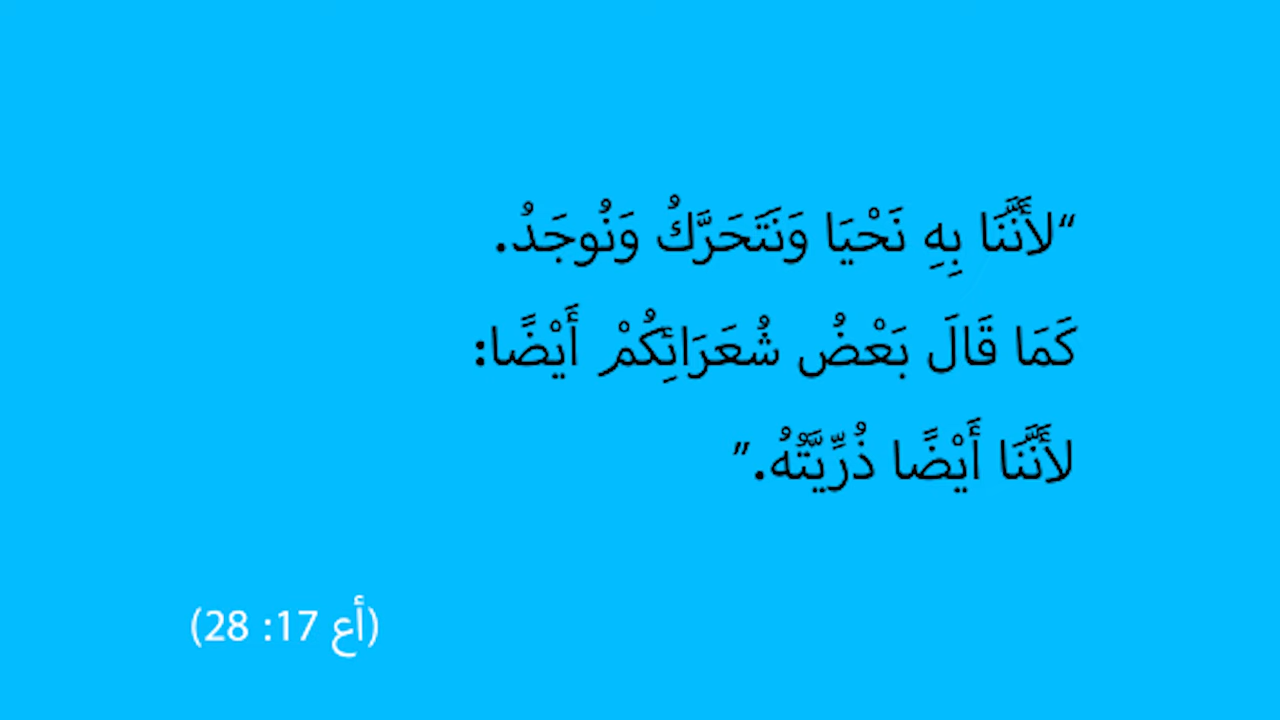 “لأَنَّنَا بِهِ نَحْيَا وَنَتَحَرَّكُ وَنُوجَدُ.
كَمَا قَالَ بَعْضُ شُعَرَائِكُمْ أَيْضًا:
لأَنَّنَا أَيْضًا ذُرِّيَّتُهُ.”
(أع 17: 28)